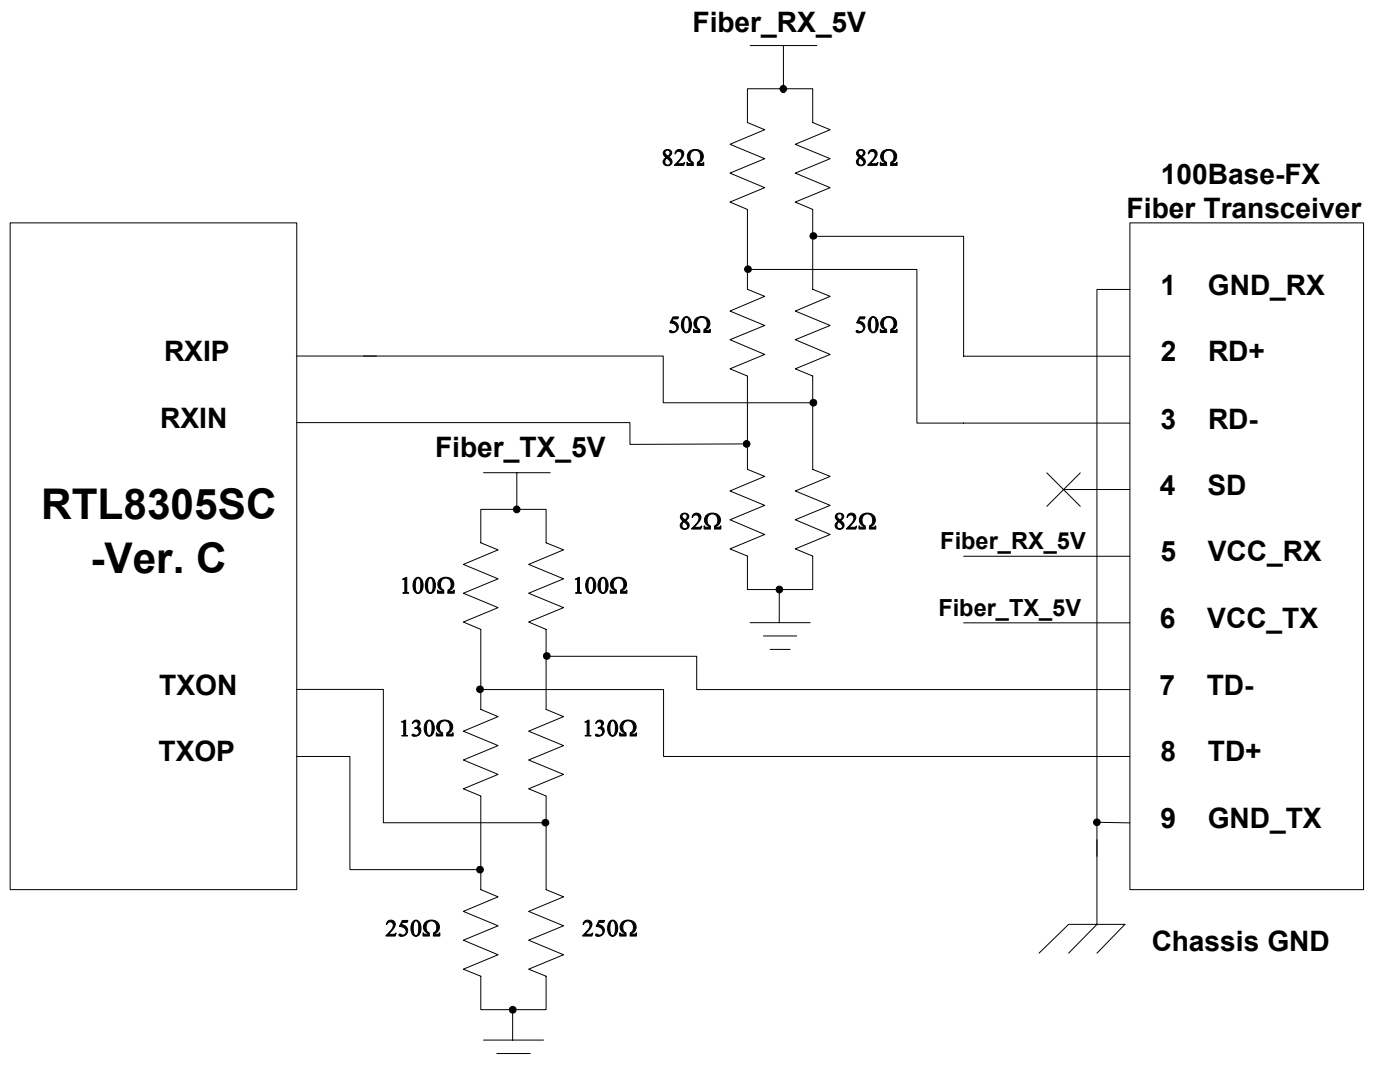 Fiber_RX_5V
82Ω
82Ω
100Base-FX
Fiber Transceiver
1 GND_RX
50Ω
50Ω
RXIP
2 RD+
RXIN
3 RD-
Fiber_TX_5V
4 SD
RTL8305SC
-Ver. C
82Ω
82Ω
Fiber_RX_5V
5 VCC_RX
100Ω
100Ω
Fiber_TX_5V
6 VCC_TX
TXON
7 TD-
130Ω
130Ω
TXOP
8 TD+
9 GND_TX
250Ω
250Ω
Chassis GND